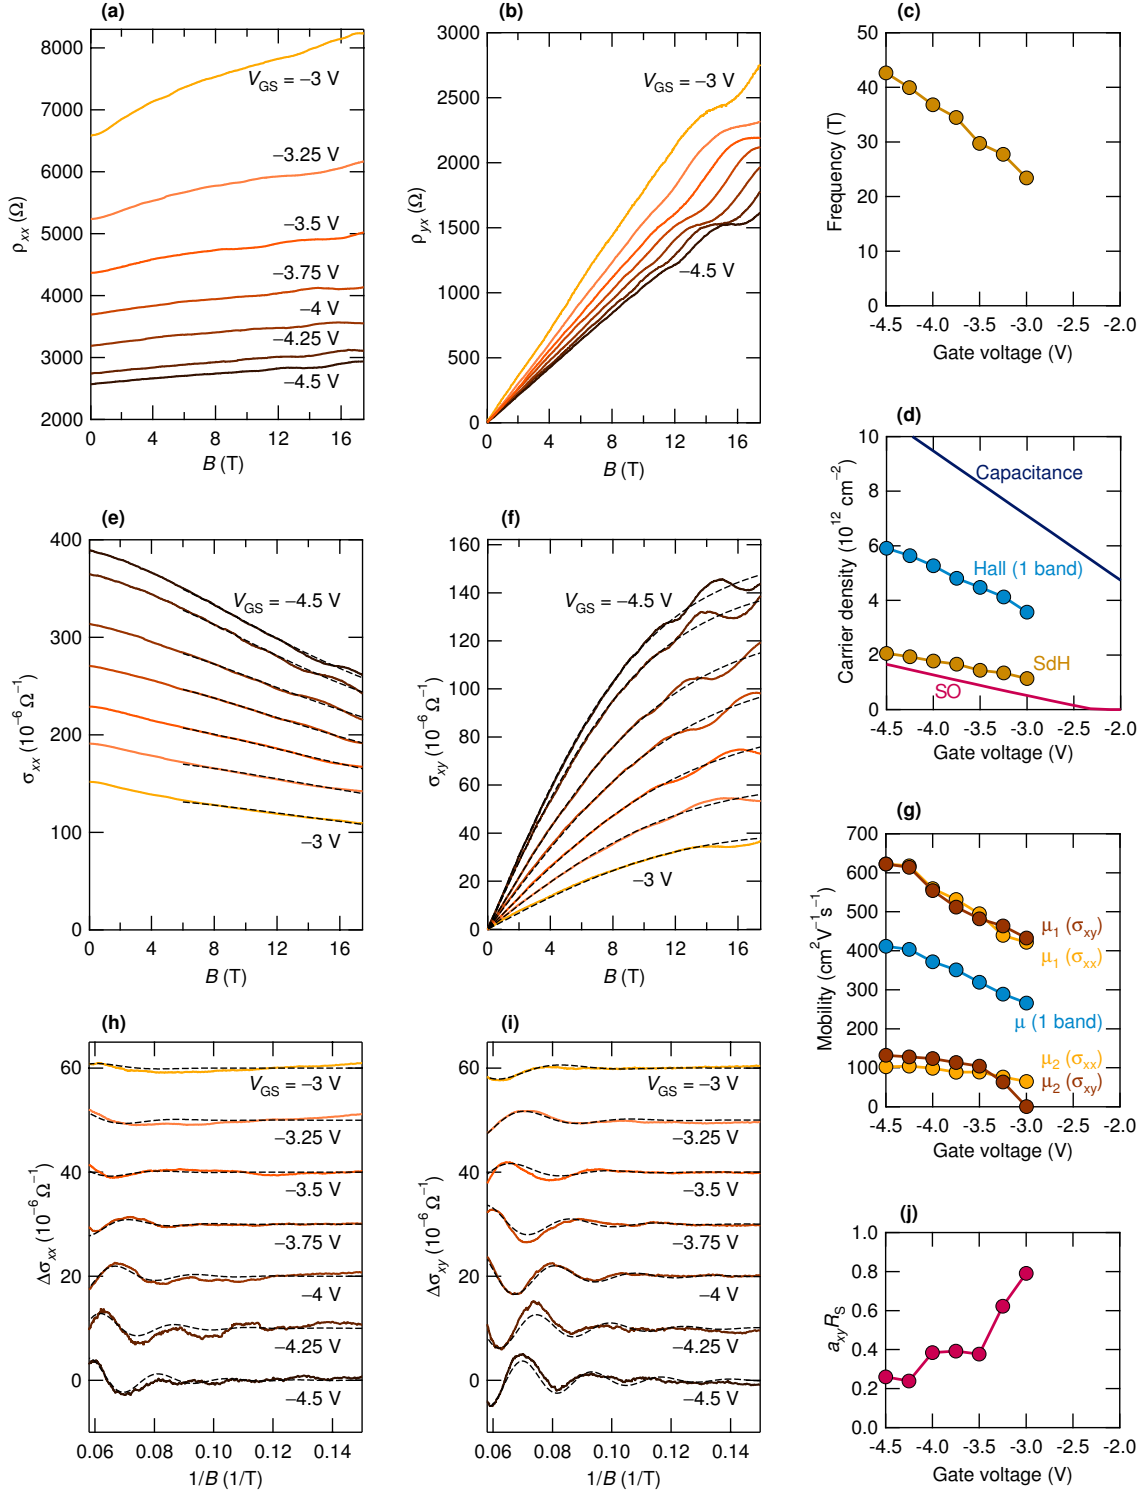 (a)
8000
7000
6000
5000
4000
3000
2000
ρxx (Ω)
VGS = −3 V
−3.25 V
−3.5 V
−3.75 V
−4 V
−4.25 V
−4.5 V
0 4 8 12 16
B (T)
(b)
3000
2500
2000
1500
1000
500
0
ρyx (Ω)
VGS = −3 V
−4.5 V
0 4 8 12 16
B (T)
(c)
50
40
30
20
10
0
Frequency (T)
-4.5 -4.0 -3.5 -3.0 -2.5 -2.0
Gate voltage (V)
(d)
10
8
6
4
2
0
Carrier density (10^12 cm^−2)
Capacitance
Hall (1 band)
SdH
SO
-4.5 -4.0 -3.5 -3.0 -2.5 -2.0
Gate voltage (V)
(e)
400
300
200
100
0
σxx (10^−6 Ω^−1)
VGS = −4.5 V
−3 V
0 4 8 12 16
B (T)
(f)
160
140
120
100
80
60
40
20
0
σxy (10^−6 Ω^−1)
VGS = −4.5 V
−3 V
0 4 8 12 16
B (T)
(g)
700
600
500
400
300
200
100
0
Mobility (cm^2V^−1s^−1)
μ1 (σxy)
μ1 (σxx)
μ (1 band)
μ2 (σxx)
μ2 (σxy)
-4.5 -4.0 -3.5 -3.0 -2.5 -2.0
Gate voltage (V)
(h)
60
40
20
0
Δσxx (10^−6 Ω^−1)
VGS = −3 V
−3.25 V
−3.5 V
−3.75 V
−4 V
−4.25 V
−4.5 V
0.06 0.08 0.10 0.12 0.14
1/B (1/T)
(i)
60
40
20
0
Δσxy (10^−6 Ω^−1)
VGS = −3 V
−3.25 V
−3.5 V
−3.75 V
−4 V
−4.25 V
−4.5 V
0.06 0.08 0.10 0.12 0.14
1/B (1/T)
(j)
1.0
0.8
0.6
0.4
0.2
0.0
axyRS
-4.5 -4.0 -3.5 -3.0 -2.5 -2.0
Gate voltage (V)